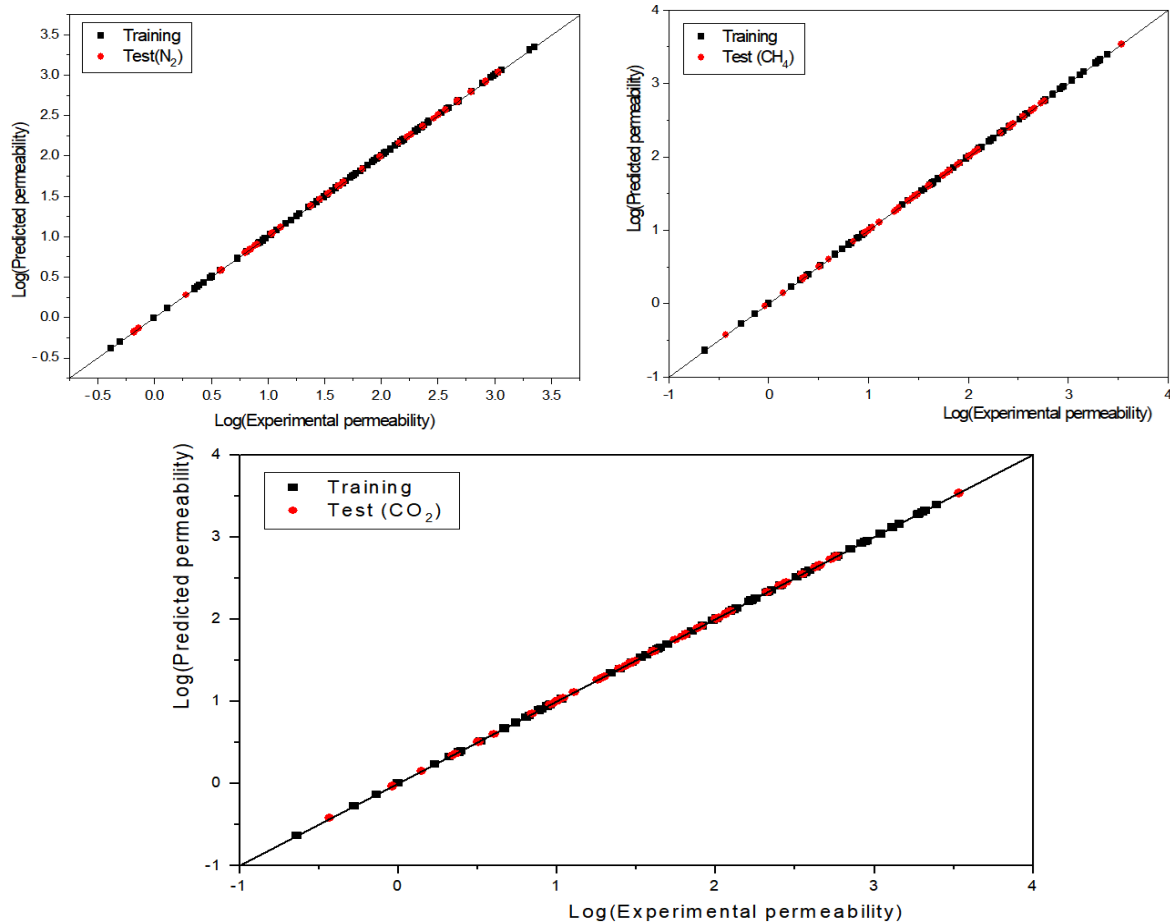 Training
Test(N₂)
Log(Predicted permeability)
3.5
3.0
2.5
2.0
1.5
1.0
0.5
0.0
- 0.5
-0.5 0.0 0.5 1.0 1.5 2.0 2.5 3.0 3.5
Log(Experimental permeability)
Training
Test (CH₄)
Log(Predicted permeability)
4
3
2
1
0
-1
-1 0 1 2 3 4
Log(Experimental permeability)
Training
Test (CO₂)
Log(Predicted permeability)
4
3
2
1
0
-1
-1 0 1 2 3 4
Log(Experimental permeability)